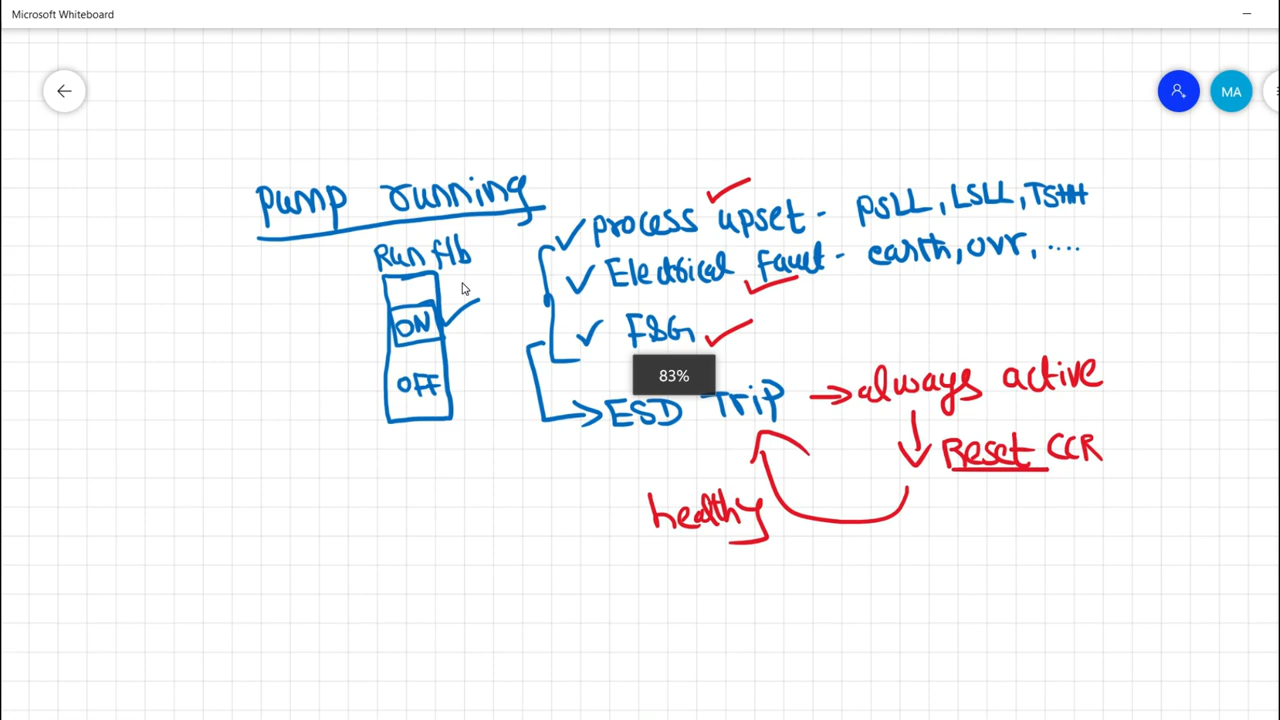 Microsoft Whiteboard
MA
pump running
Run f/b
ON
OFF
process upset - PSLL, LSLL, TSHH
Electrical fault - earth, ovr, ....
F&G
83%
ESD Trip → always active
Reset CCR
healthy